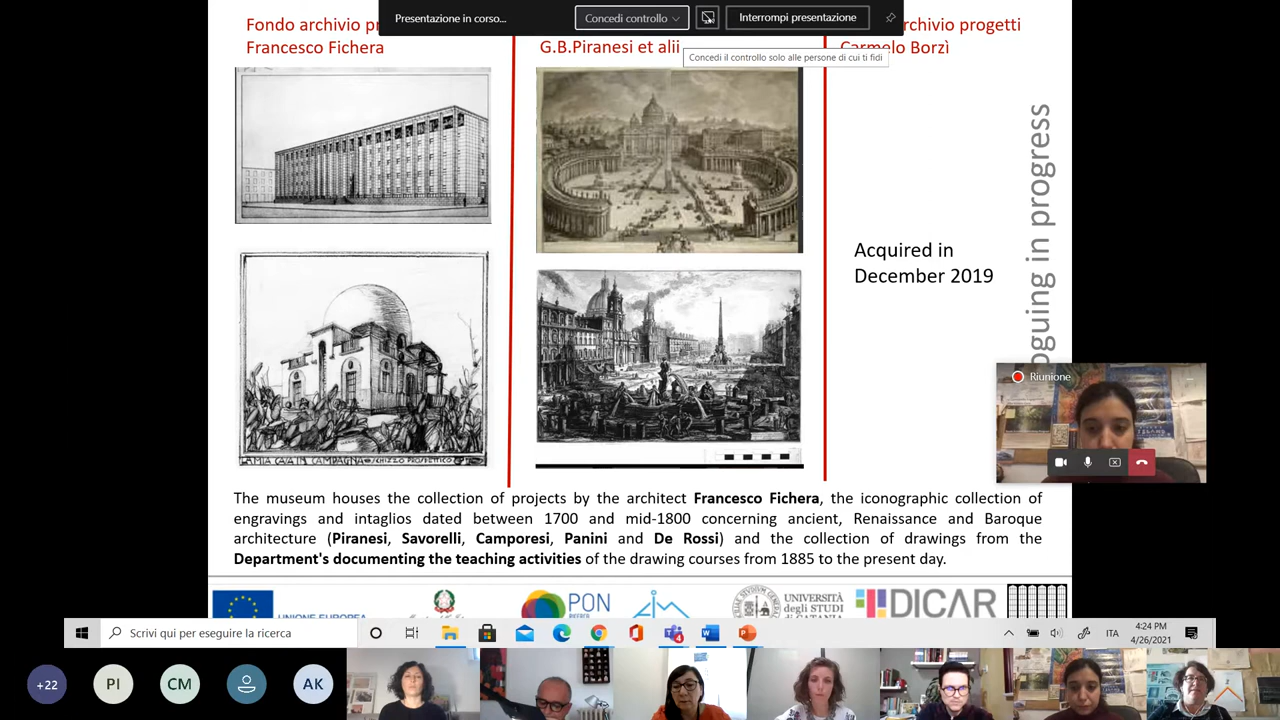 Presentazione in corso...
Concedi controllo
Interrompi presentazione
Concedi il controllo solo alle persone di cui ti fidi
Fondo archivio
Francesco Fichera
G.B.Piranesi et alii
progetti
Carmelo Borzì
Acquired in
December 2019
in progress
Riunione
LA MIA CASA IN CAMPAGNA
The museum houses the collection of projects by the architect Francesco Fichera, the iconographic collection of
engravings and intaglios dated between 1700 and mid-1800 concerning ancient, Renaissance and Baroque
architecture (Piranesi, Savorelli, Camporesi, Panini and De Rossi) and the collection of drawings from the
Department's documenting the teaching activities of the drawing courses from 1885 to the present day.
UNIONE EUROPEA
PON
UNIVERSITÀ
degli STUDI
DICAR
Scrivi qui per eseguire la ricerca
4
ITA
4:24 PM
4/26/2021
+22
PI
CM
AK